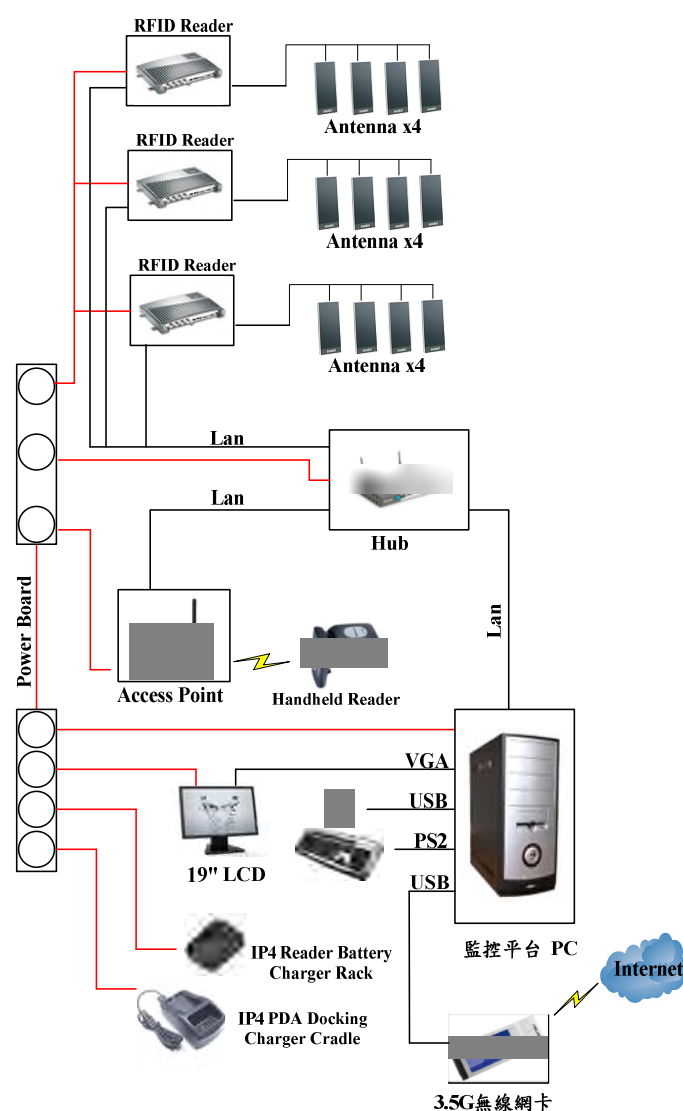 RFID Reader
Antenna x4
RFID Reader
Antenna x4
RFID Reader
Antenna x4
Lan
Lan
Hub
Lan
Power Board
Access Point
Handheld Reader
VGA
USB
PS2
USB
19" LCD
監控平台 PC
IP4 Reader Battery
Charger Rack
Internet
IP4 PDA Docking
Charger Cradle
3.5G無線網卡